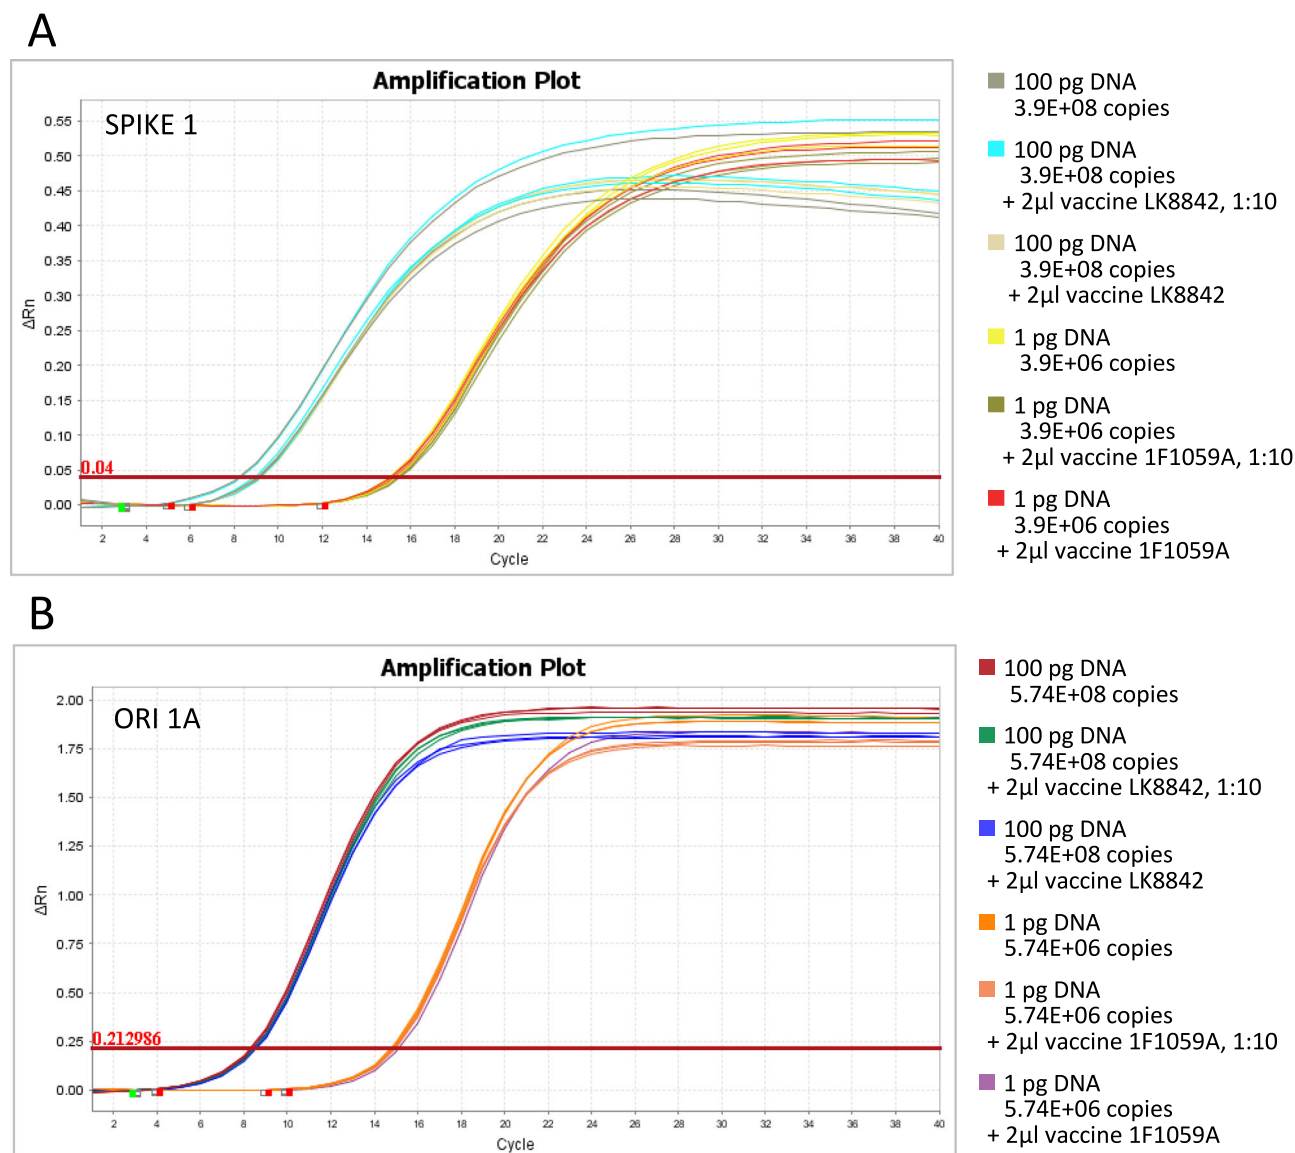 A
Amplification Plot
SPIKE 1
ΔRn
0.55
0.50
0.45
0.40
0.35
0.30
0.25
0.20
0.15
0.10
0.05
0.00
0.04
2 4 6 8 10 12 14 16 18 20 22 24 26 28 30 32 34 36 38 40
Cycle
100 pg DNA
3.9E+08 copies
100 pg DNA
3.9E+08 copies
+ 2µl vaccine LK8842, 1:10
100 pg DNA
3.9E+08 copies
+ 2µl vaccine LK8842
1 pg DNA
3.9E+06 copies
1 pg DNA
3.9E+06 copies
+ 2µl vaccine 1F1059A, 1:10
1 pg DNA
3.9E+06 copies
+ 2µl vaccine 1F1059A
B
Amplification Plot
ORI 1A
ΔRn
2.00
1.75
1.50
1.25
1.00
0.75
0.50
0.25
0.00
0.212986
2 4 6 8 10 12 14 16 18 20 22 24 26 28 30 32 34 36 38 40
Cycle
100 pg DNA
5.74E+08 copies
100 pg DNA
5.74E+08 copies
+ 2µl vaccine LK8842, 1:10
100 pg DNA
5.74E+08 copies
+ 2µl vaccine LK8842
1 pg DNA
5.74E+06 copies
1 pg DNA
5.74E+06 copies
+ 2µl vaccine 1F1059A, 1:10
1 pg DNA
5.74E+06 copies
+ 2µl vaccine 1F1059A